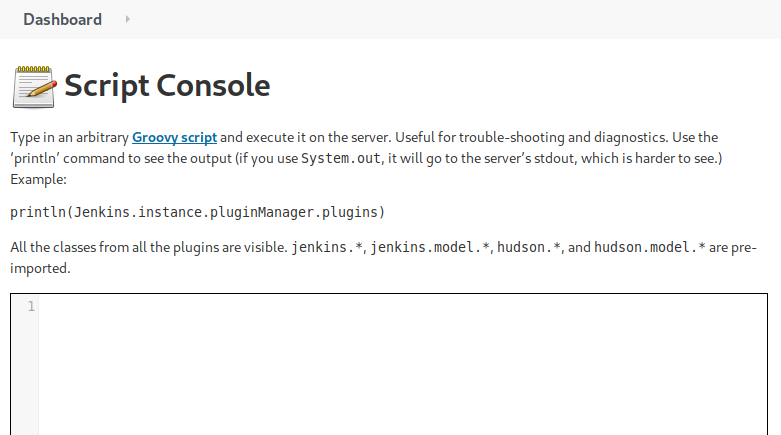 Dashboard
Script Console
Type in an arbitrary Groovy script and execute it on the server. Useful for trouble-shooting and diagnostics. Use the
‘println’ command to see the output (if you use System.out, it will go to the server’s stdout, which is harder to see.)
Example:
println(Jenkins.instance.pluginManager.plugins)
All the classes from all the plugins are visible. jenkins.*, jenkins.model.*, hudson.*, and hudson.model.* are pre-
imported.
1